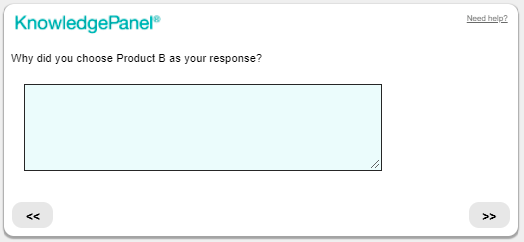 KnowledgePanel®
Need help?
Why did you choose Product B as your response?
<<
>>